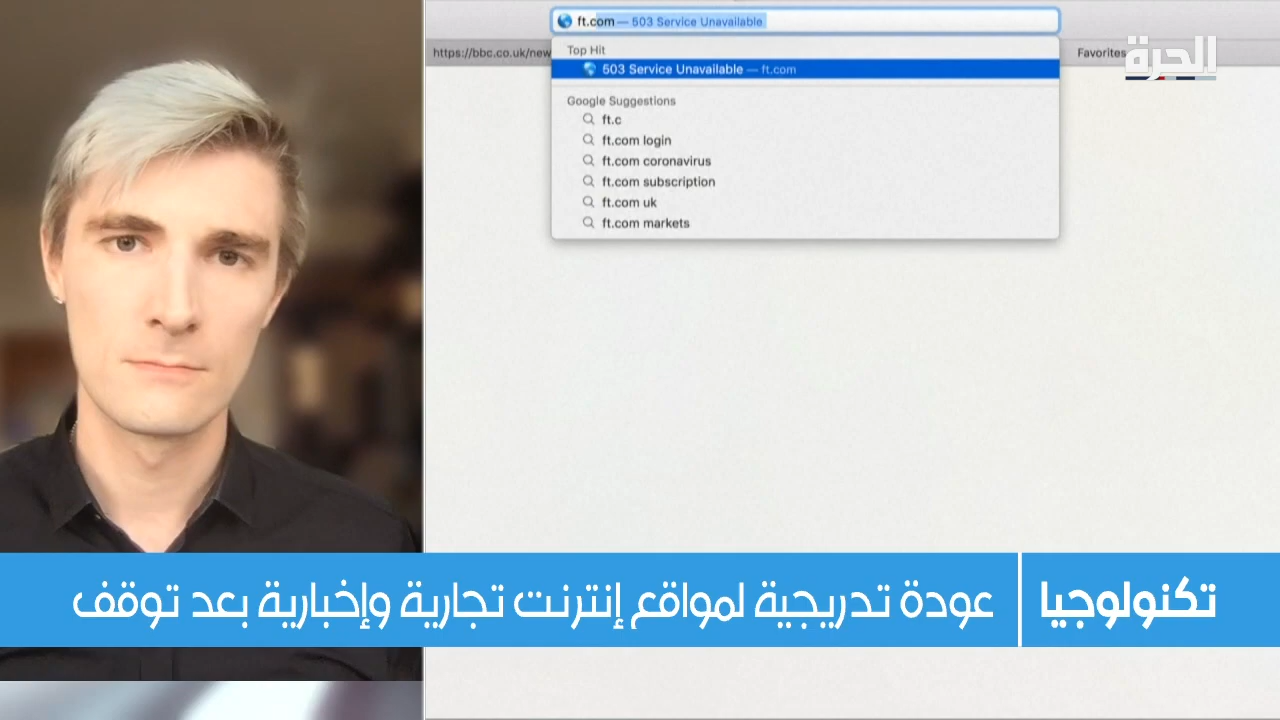 ft.com — 503 Service Unavailable
https://bbc.co.uk/new
Favorites
الحرة
Top Hit
503 Service Unavailable — ft.com
Google Suggestions
ft.c
ft.com login
ft.com coronavirus
ft.com subscription
ft.com uk
ft.com markets
تكنولوجيا
عودة تدريجية لمواقع إنترنت تجارية وإخبارية بعد توقف